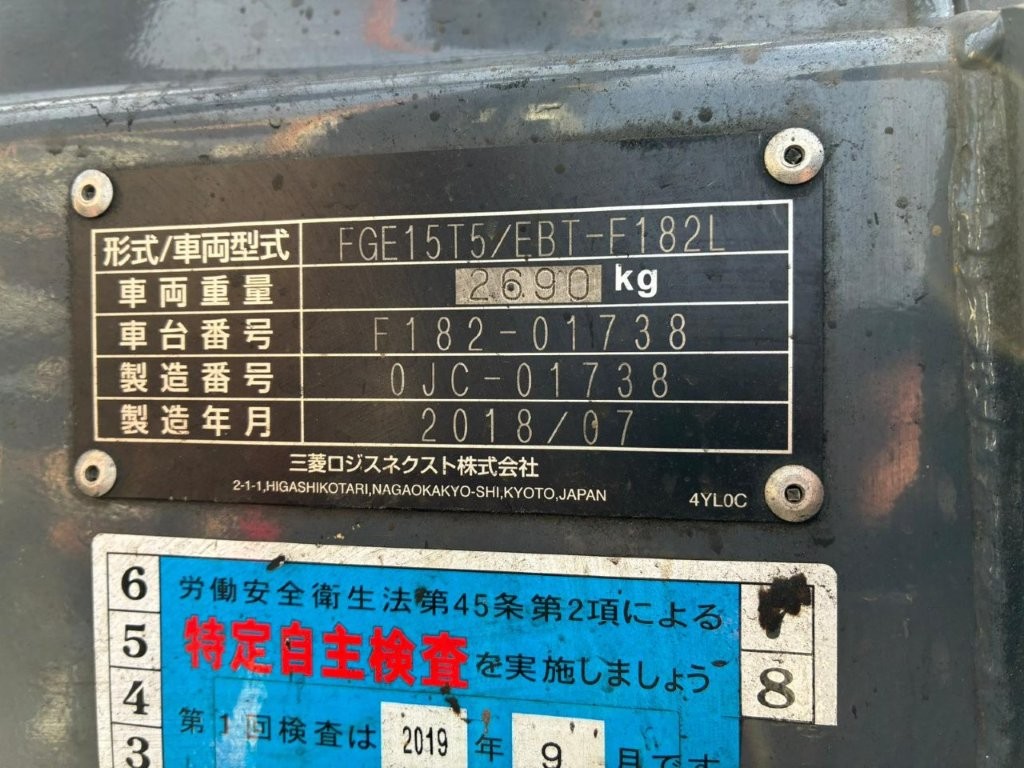 形式/車両型式 FGE15T5/EBT-F182L
車両重量 2690 kg
車台番号 F182-01738
製造番号 0JC-01738
製造年月 2018/07
三菱ロジスネクスト株式会社
2-1-1,HIGASHIKOTARI,NAGAOKAKYO-SHI,KYOTO,JAPAN 4YL0C
6
5
4
3
労働安全衛生法第45条第2項による
特定自主検査を実施しましょう
第1回検査は 2019 年 9 月です
8